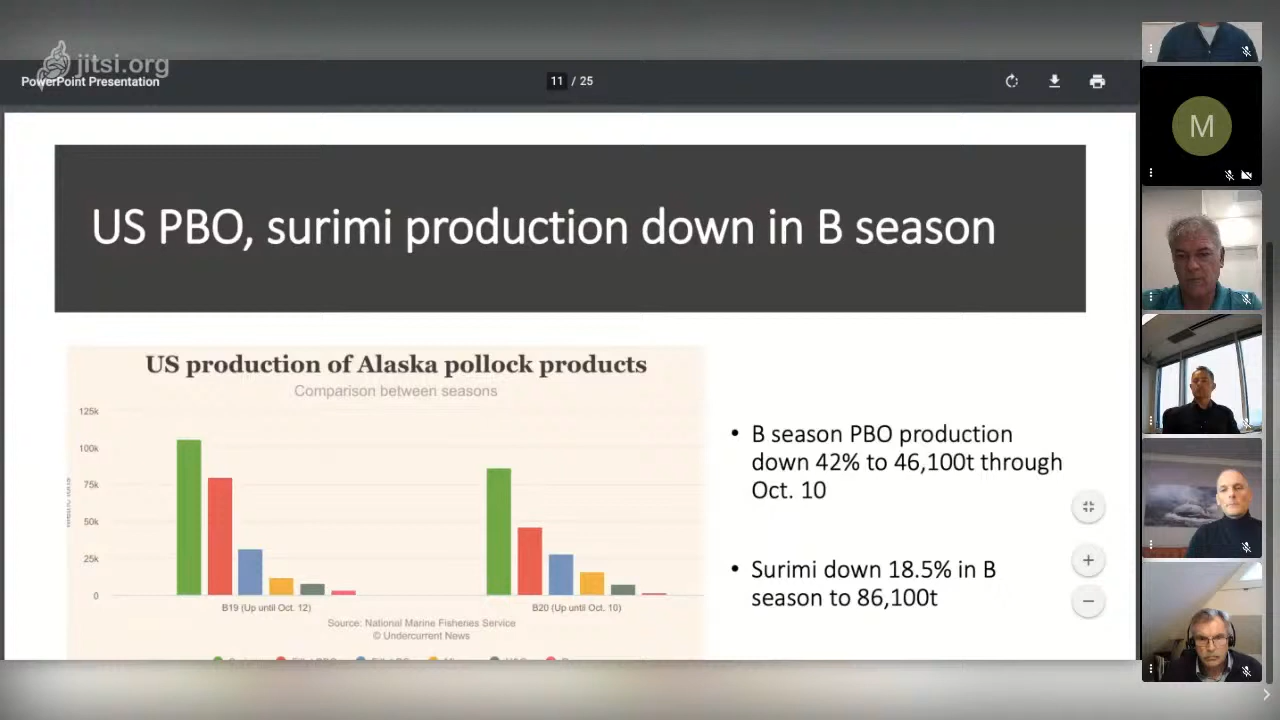 jitsi.org
PowerPoint Presentation
11 / 25
M
US PBO, surimi production down in B season
US production of Alaska pollock products
Comparison between seasons
125k
100k
75k
50k
25k
0
B19 (Up until Oct. 12)
B20 (Up until Oct. 10)
Source: National Marine Fisheries Service
© Undercurrent News
• B season PBO production
down 42% to 46,100t through
Oct. 10
• Surimi down 18.5% in B
season to 86,100t